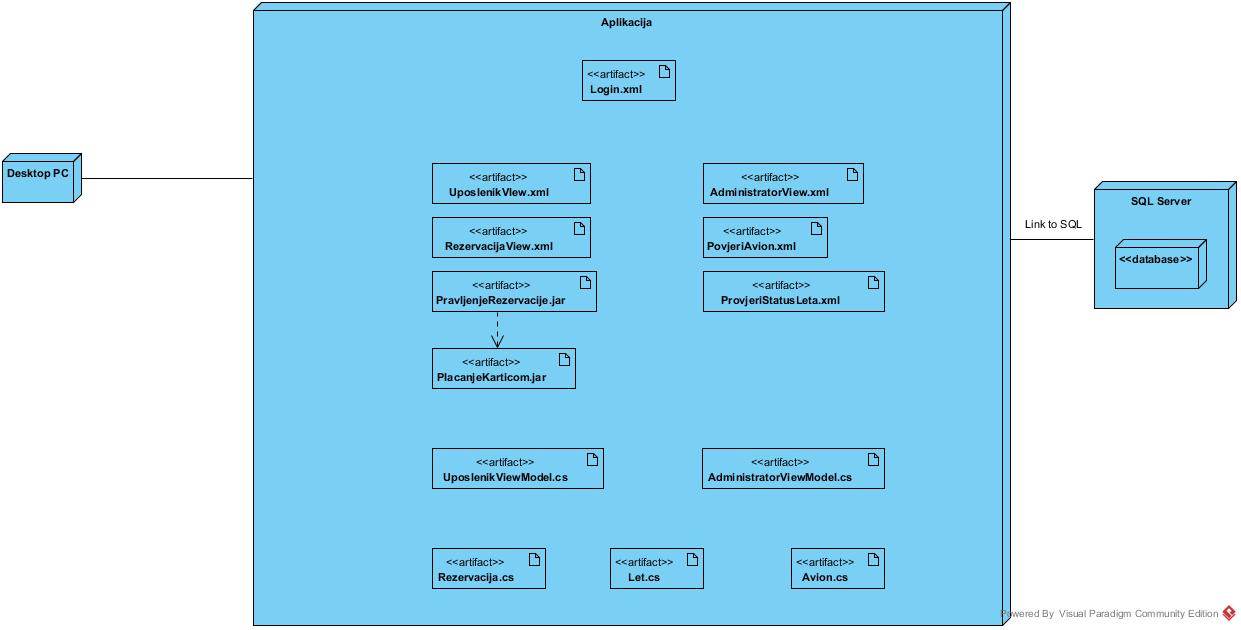 Aplikacija
<<artifact>>
Login.xml
Desktop PC
<<artifact>>
UposlenikVIew.xml
<<artifact>>
AdministratorView.xml
<<artifact>>
RezervacijaView.xml
<<artifact>>
PovjeriAvion.xml
<<artifact>>
PravljenjeRezervacije.jar
<<artifact>>
ProvjeriStatusLeta.xml
<<artifact>>
PlacanjeKarticom.jar
Link to SQL
SQL Server
<<database>>
<<artifact>>
UposlenikViewModel.cs
<<artifact>>
AdministratorViewModel.cs
<<artifact>>
Rezervacija.cs
<<artifact>>
Let.cs
<<artifact>>
Avion.cs
Powered By Visual Paradigm Community Edition